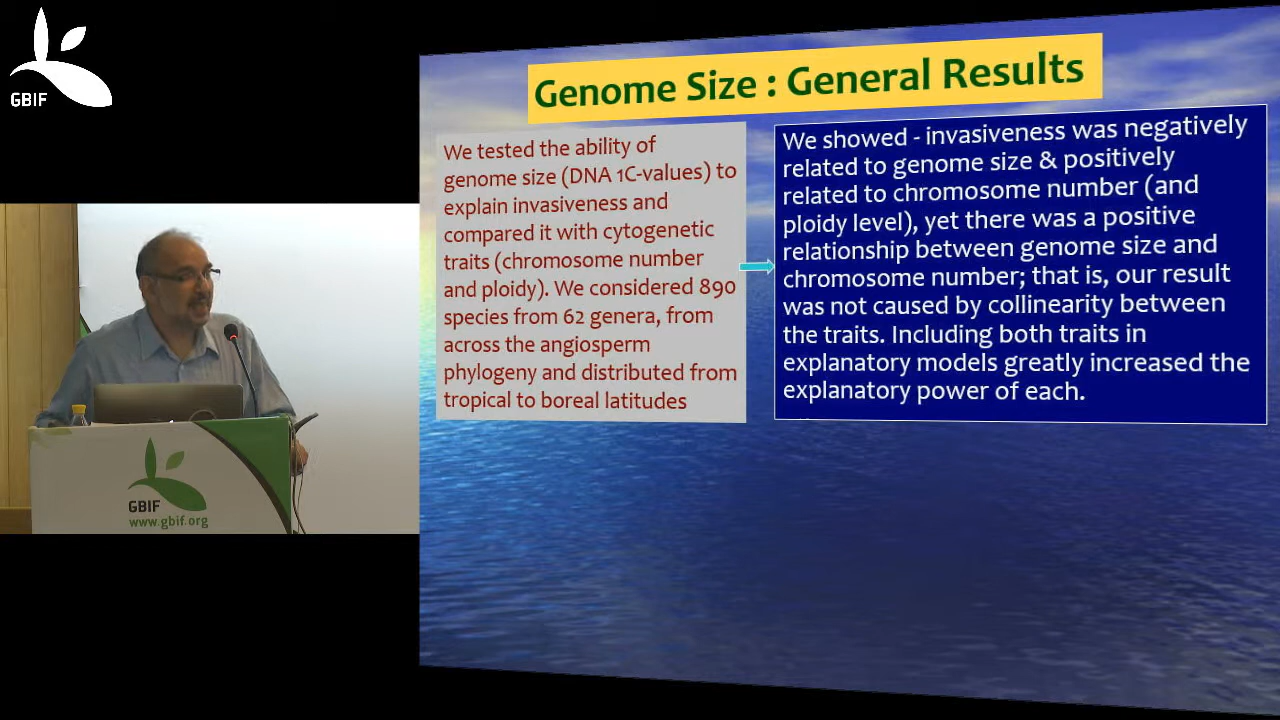 GBIF
Genome Size : General Results
We tested the ability of
genome size (DNA 1C-values) to
explain invasiveness and
compared it with cytogenetic
traits (chromosome number
and ploidy). We considered 890
species from 62 genera, from
across the angiosperm
phylogeny and distributed from
tropical to boreal latitudes
We showed - invasiveness was negatively
related to genome size & positively
related to chromosome number (and
ploidy level), yet there was a positive
relationship between genome size and
chromosome number; that is, our result
was not caused by collinearity between
the traits. Including both traits in
explanatory models greatly increased the
explanatory power of each.
GBIF
www.gbif.org